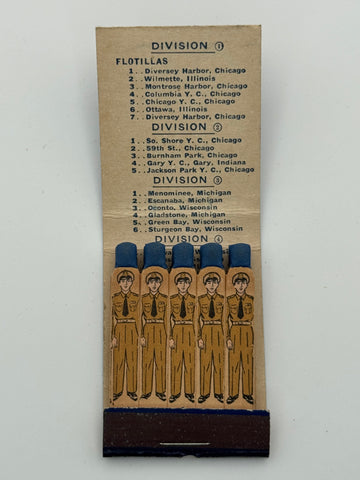 DIVISION ①
FLOTILLAS
1 . . Diversey Harbor, Chicago
2 . . Wilmette, Illinois
3 . . Montrose Harbor, Chicago
4 . . Columbia Y. C., Chicago
5 . . Chicago Y. C., Chicago
6 . . Ottawa, Illinois
7 . . Diversey Harbor, Chicago
DIVISION ②
1 . . So. Shore Y. C., Chicago
2 . . 59th St., Chicago
3 . . Burnham Park, Chicago
4 . . Gary Y. C., Gary, Indiana
5 . . Jackson Park Y. C., Chicago
DIVISION ③
1 . . Menominee, Michigan
2 . . Escanaba, Michigan
3 . . Oconto, Wisconsin
4 . . Gladstone, Michigan
5 . . Green Bay, Wisconsin
6 . . Sturgeon Bay, Wisconsin
DIVISION ④